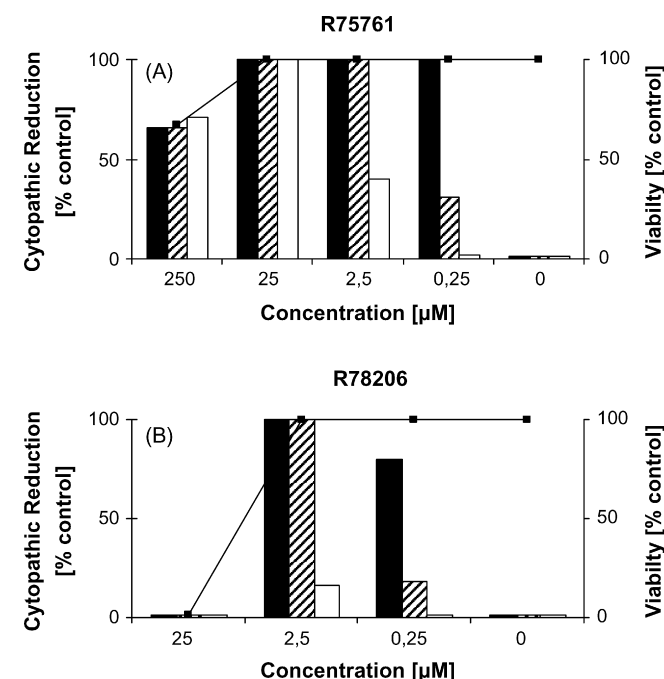 R75761
(A)
Cytopathic Reduction
[% control]
100
50
0
100
50
0
Viabilty [% control]
250 25 2,5 0,25 0
Concentration [µM]
R78206
(B)
Cytopathic Reduction
[% control]
100
50
0
100
50
0
Viabilty [% control]
25 2,5 0,25 0
Concentration [µM]